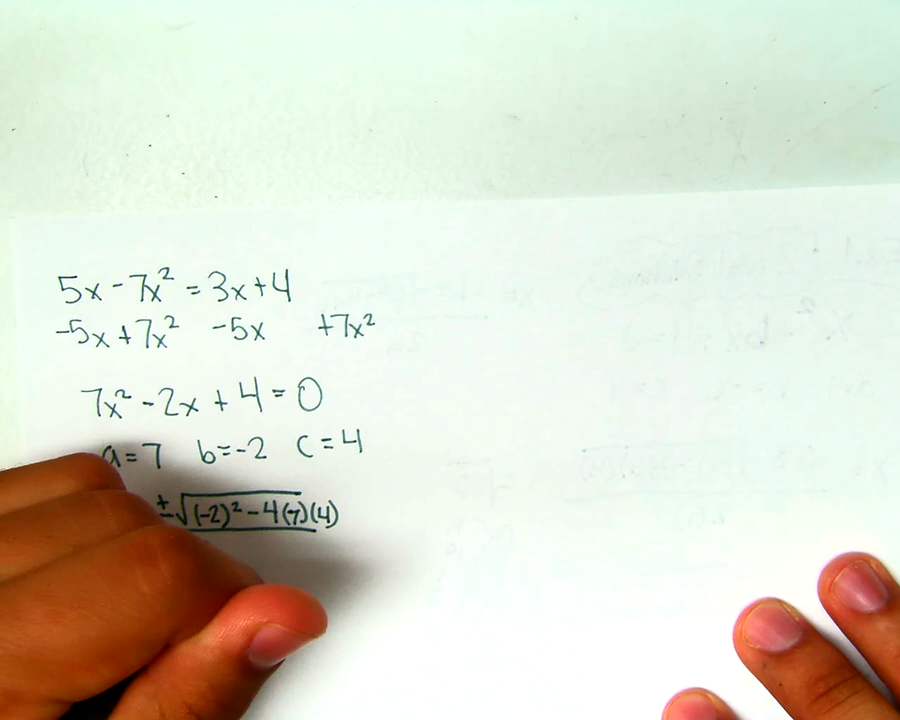 5x - 7x² = 3x + 4
-5x + 7x² -5x +7x²
7x² - 2x + 4 = 0
a = 7 b = -2 c = 4
± √(-2)² - 4(7)(4)